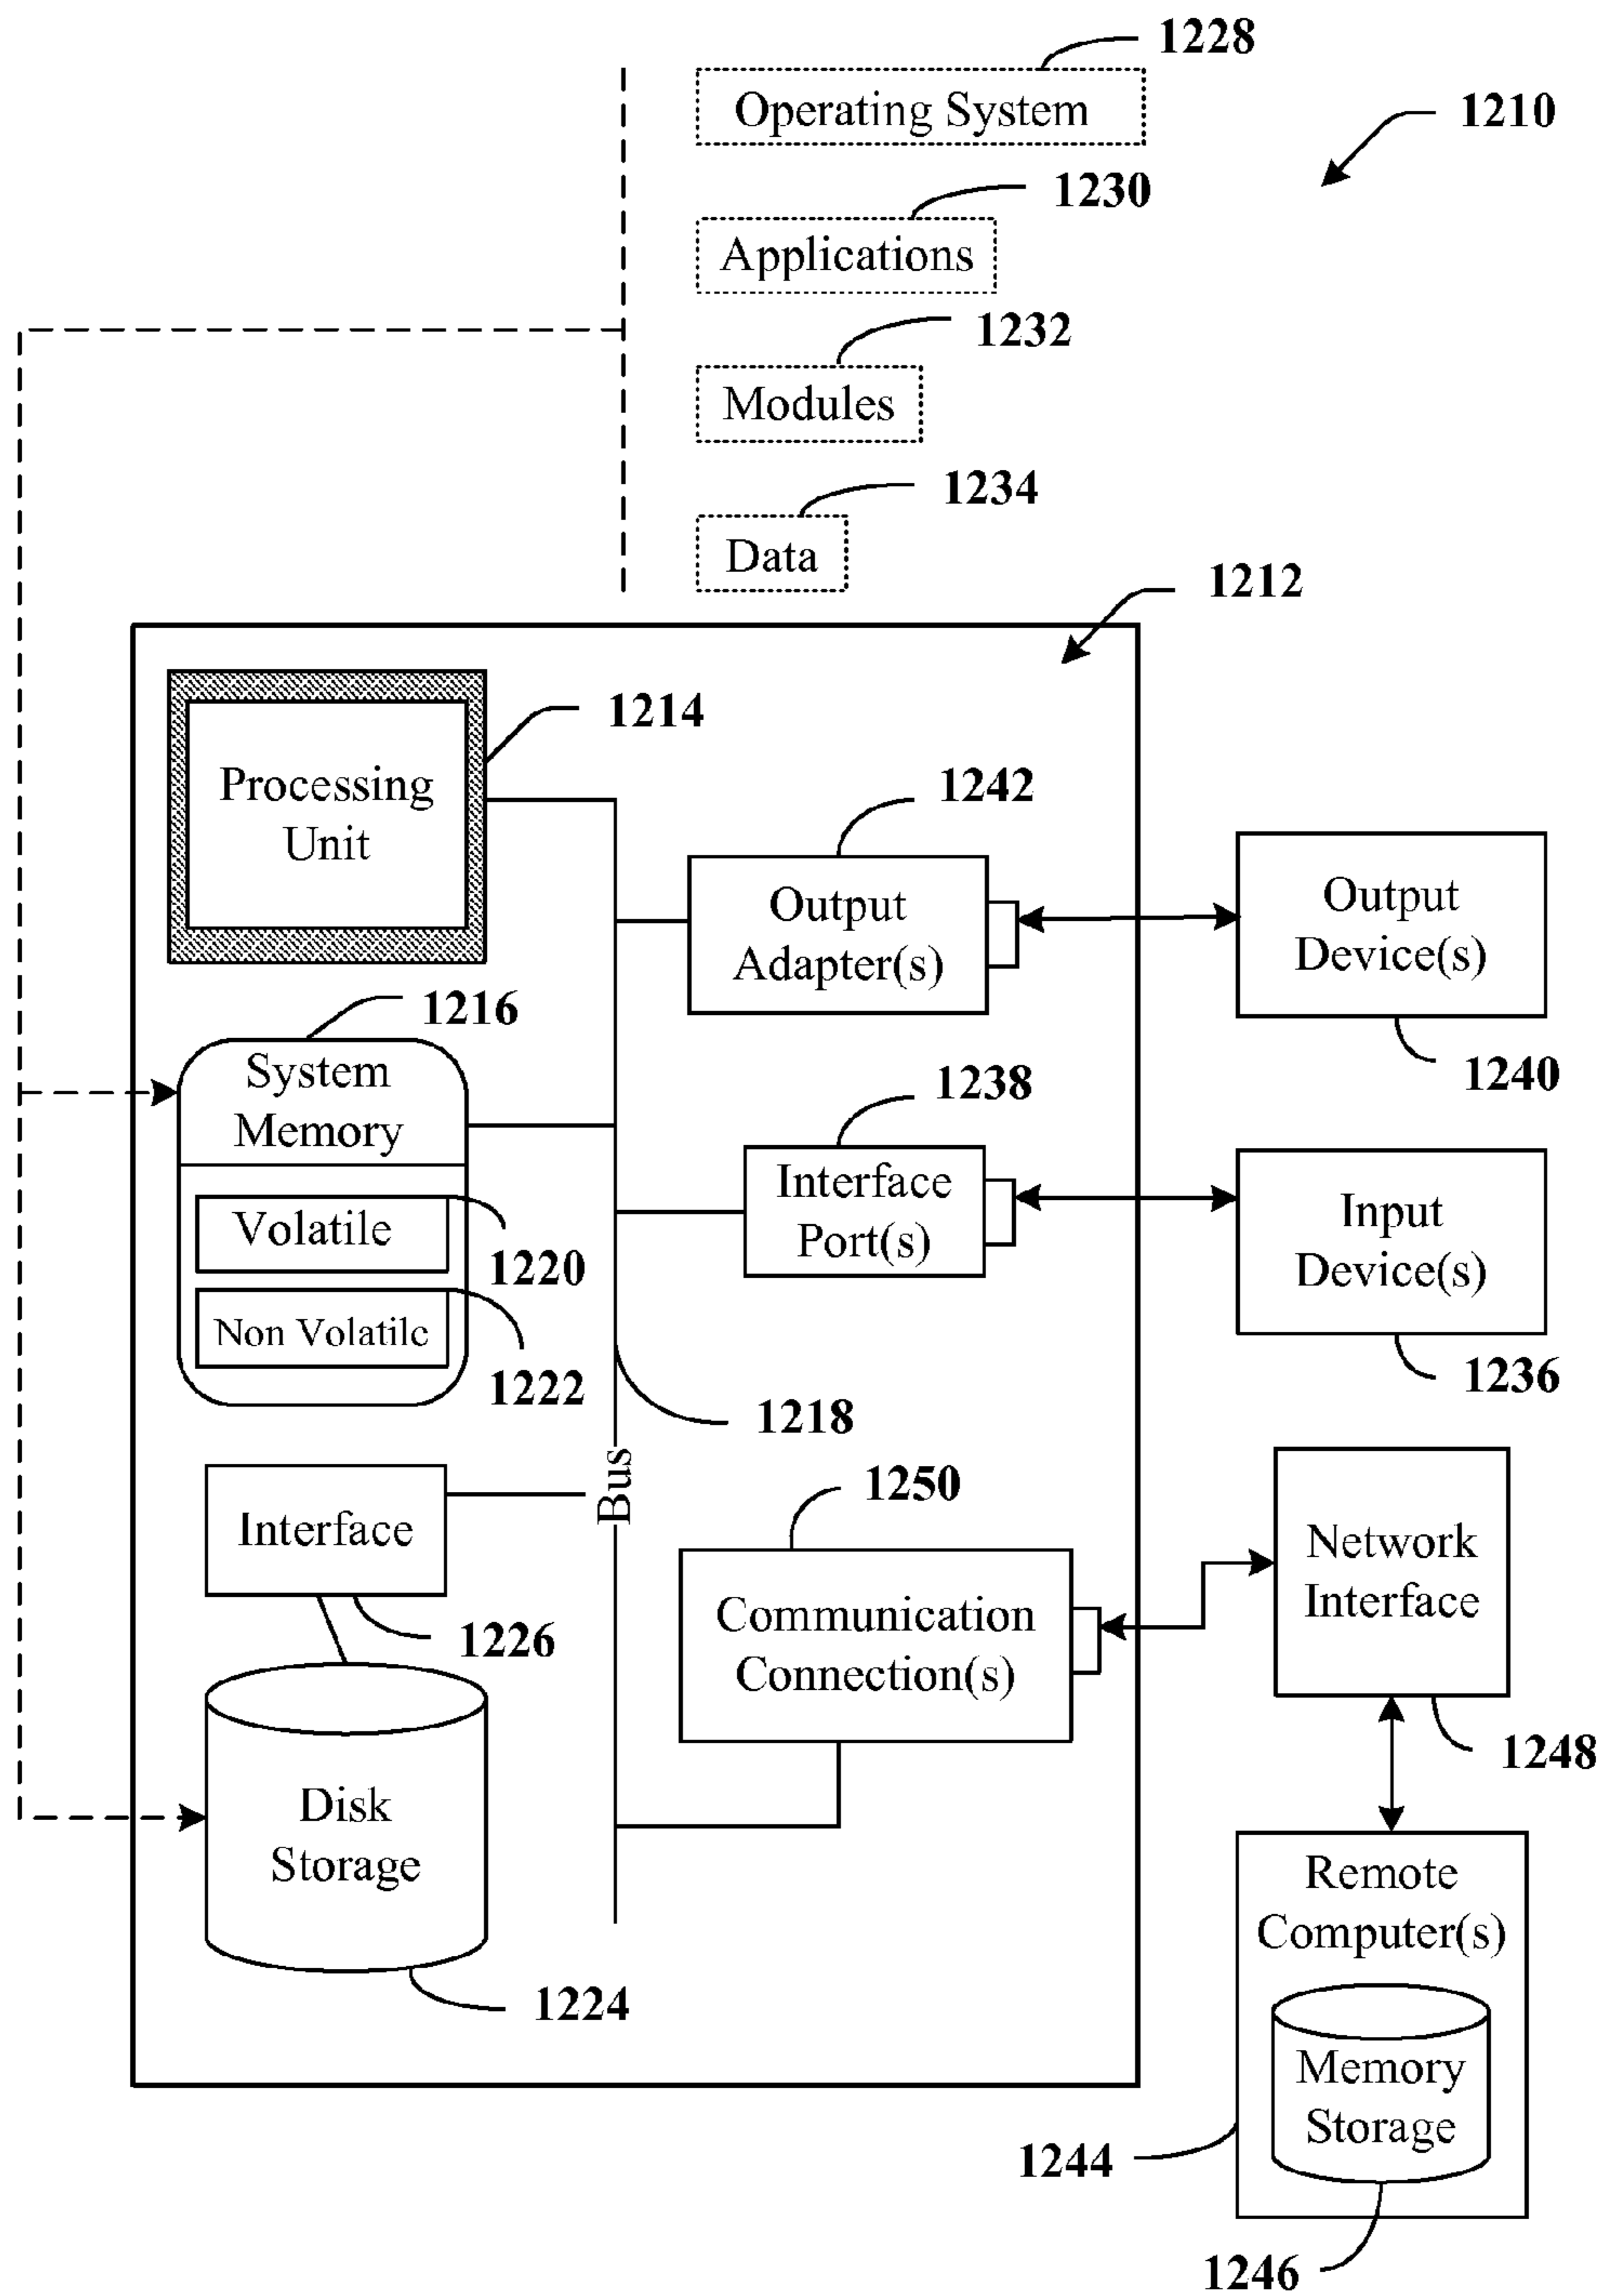 1228
Operating System
1210
1230
Applications
1232
Modules
1234
Data
1212
1214
Processing
Unit
1242
Output
Adapter(s)
Output
Device(s)
1240
1216
System
Memory
1238
Interface
Port(s)
Input
Device(s)
1236
Volatile
1220
Non Volatile
1222
1218
Bus
1250
Interface
1226
Communication
Connection(s)
Network
Interface
1248
Disk
Storage
1224
Remote
Computer(s)
Memory
Storage
1244
1246